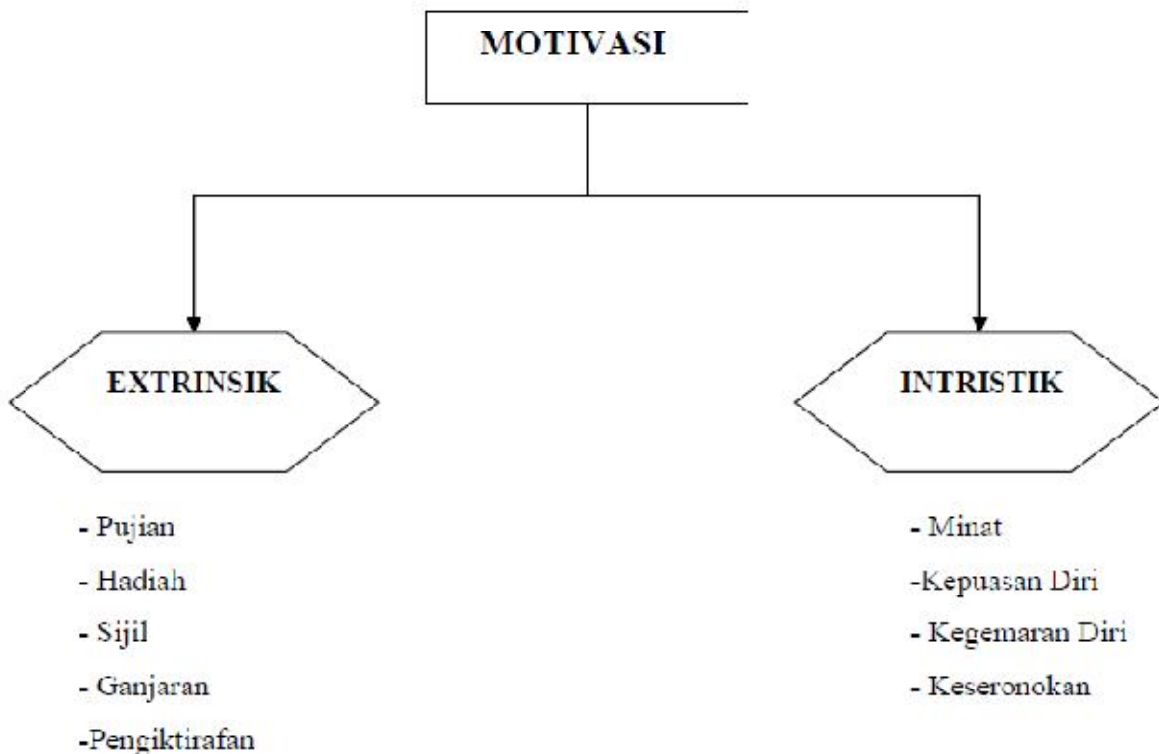 MOTIVASI
EXTRINSIK
INTRISTIK
- Pujian
- Hadiah
- Sijil
- Ganjaran
-Pengiktirafan
- Minat
-Kepuasan Diri
- Kegemaran Diri
- Keseronokan